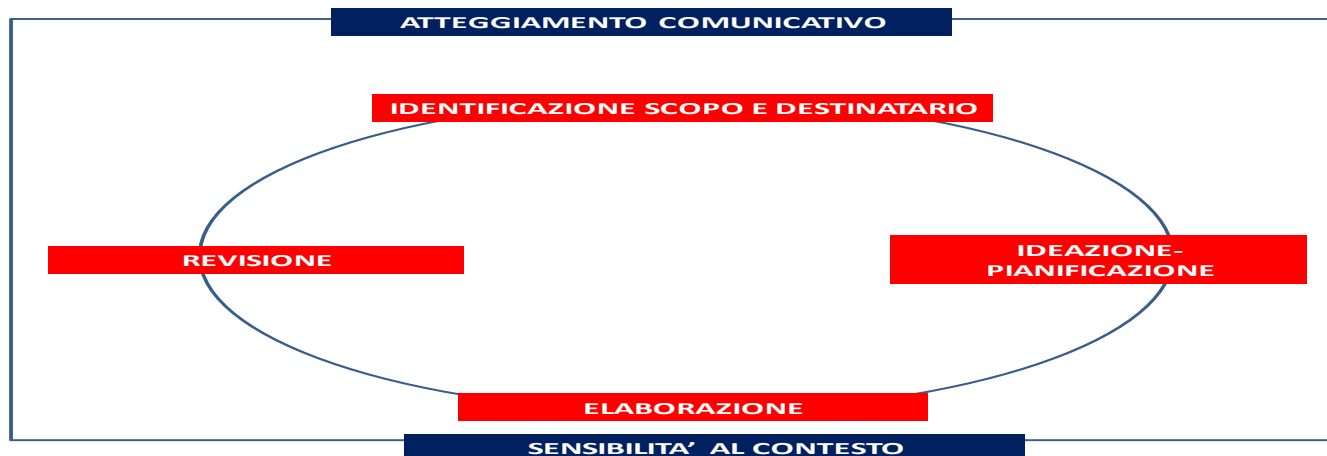 ATTEGGIAMENTO COMUNICATIVO
IDENTIFICAZIONE SCOPO E DESTINATARIO
REVISIONE
IDEAZIONE-
PIANIFICAZIONE
ELABORAZIONE
SENSIBILITA’ AL CONTESTO